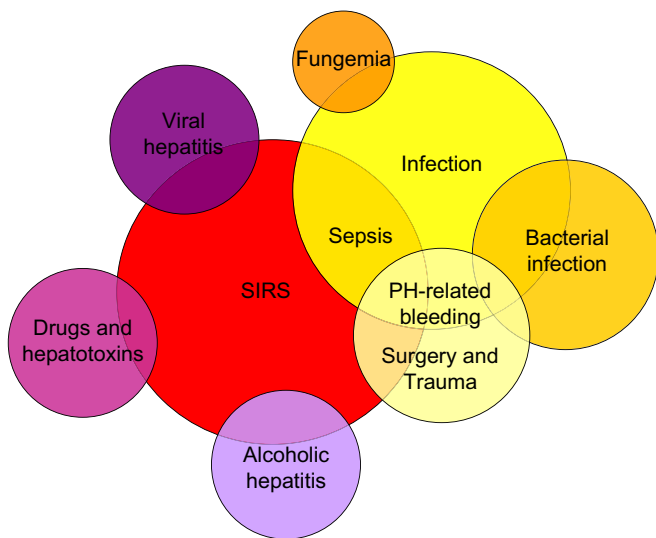 Fungemia
Viral
hepatitis
Infection
Sepsis
Bacterial
infection
SIRS
PH-related
bleeding
Drugs and
hepatotoxins
Surgery and
Trauma
Alcoholic
hepatitis